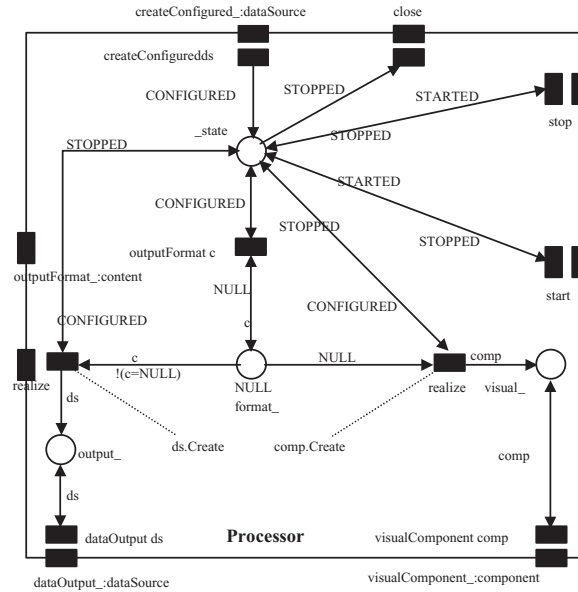 createConfigured_:dataSource
close
createConfiguredds
CONFIGURED
STOPPED
STARTED
stop
_state
STOPPED
STOPPED
STARTED
CONFIGURED
STOPPED
STOPPED
outputFormat c
outputFormat_:content
start
NULL
CONFIGURED
c
CONFIGURED
c
!(c=NULL)
NULL
comp
realize
NULL
realize
visual_
format_
ds
ds.Create
comp.Create
output_
comp
ds
dataOutput ds
Processor
visualComponent comp
dataOutput_:dataSource
visualComponent_:component